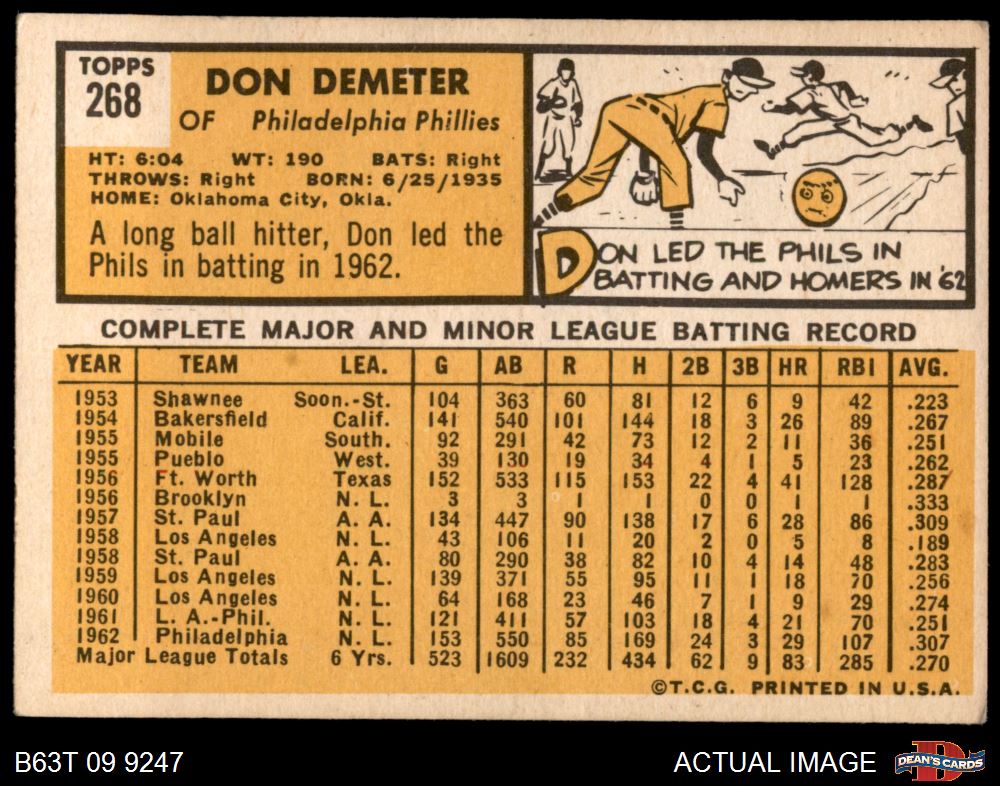 TOPPS
268
DON DEMETER
OF Philadelphia Phillies
HT: 6:04 WT: 190 BATS: Right
THROWS: Right BORN: 6/25/1935
HOME: Oklahoma City, Okla.
A long ball hitter, Don led the
Phils in batting in 1962.
DON LED THE PHILS IN
BATTING AND HOMERS IN '62
COMPLETE MAJOR AND MINOR LEAGUE BATTING RECORD
YEAR TEAM LEA. G AB R H 2B 3B HR RBI AVG.
1953 Shawnee Soon.-St. 104 363 60 81 12 6 9 42 .223
1954 Bakersfield Calif. 141 540 101 144 18 3 26 89 .267
1955 Mobile South. 92 291 42 73 12 2 11 36 .251
1955 Pueblo West. 39 130 19 34 4 1 5 23 .262
1956 Ft. Worth Texas 152 533 115 153 22 4 41 128 .287
1956 Brooklyn N. L. 3 3 1 1 0 0 1 1 .333
1957 St. Paul A. A. 134 447 90 138 17 6 28 86 .309
1958 Los Angeles N. L. 43 106 11 20 2 0 5 8 .189
1958 St. Paul A. A. 80 290 38 82 10 4 14 48 .283
1959 Los Angeles N. L. 139 371 55 95 11 1 18 70 .256
1960 Los Angeles N. L. 64 168 23 46 7 1 9 29 .274
1961 L. A.-Phil. N. L. 121 411 57 103 18 4 21 70 .251
1962 Philadelphia N. L. 153 550 85 169 24 3 29 107 .307
Major League Totals 6 Yrs. 523 1609 232 434 62 9 83 285 .270
©T.C.G. PRINTED IN U.S.A.
B63T 09 9247
ACTUAL IMAGE
DEAN'S CARDS